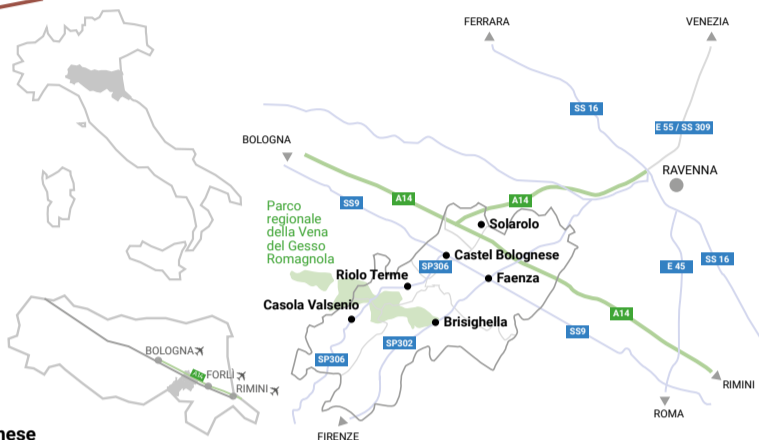 FERRARA
VENEZIA
SS 16
E 55 / SS 309
BOLOGNA
RAVENNA
A14
A14
SS9
Parco
regionale
della Vena
del Gesso
Romagnola
Solarolo
Castel Bolognese
SP306
Riolo Terme
Faenza
E 45
SS 16
Casola Valsenio
A14
Brisighella
SS9
SP302
SP306
BOLOGNA
A14
FORLÌ
RIMINI
RIMINI
ROMA
FIRENZE
nese